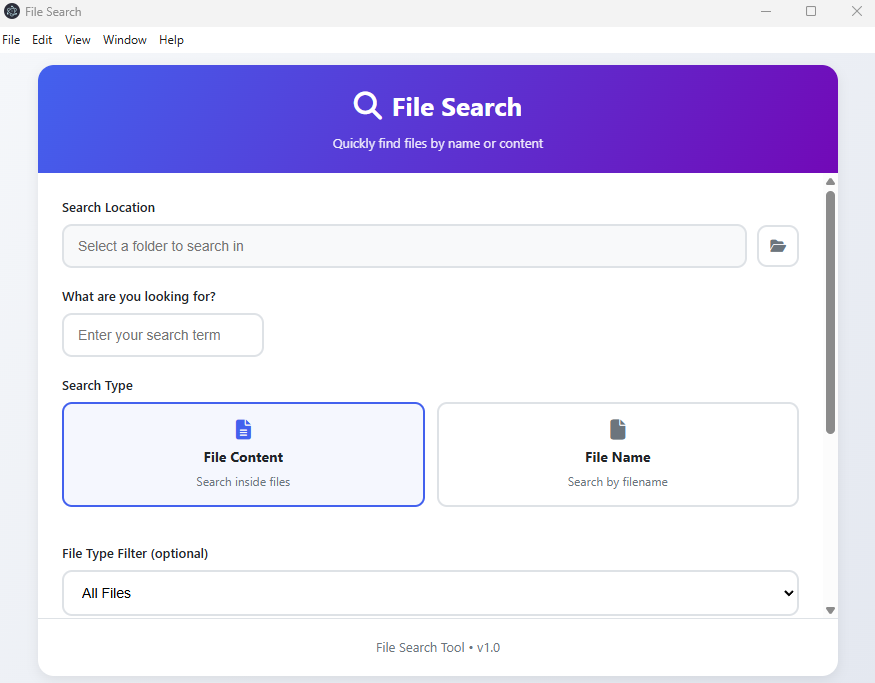 File Search
File Edit View Window Help
File Search
Quickly find files by name or content
Search Location
Select a folder to search in
What are you looking for?
Enter your search term
Search Type
File Content
Search inside files
File Name
Search by filename
File Type Filter (optional)
All Files
File Search Tool • v1.0